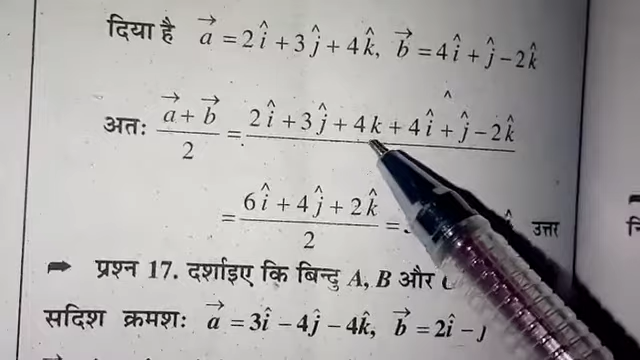 दिया है a⃗ = 2î + 3ĵ + 4k̂, b⃗ = 4î + ĵ − 2k̂
अतः (a⃗ + b⃗)/2 = (2î + 3ĵ + 4k + 4î + ĵ − 2k̂)/2
= (6î + 4ĵ + 2k̂)/2 = उत्तर
➡ प्रश्न 17. दर्शाइए कि बिन्दु A, B और
सदिश क्रमशः a⃗ = 3î − 4ĵ − 4k̂, b⃗ = 2î −